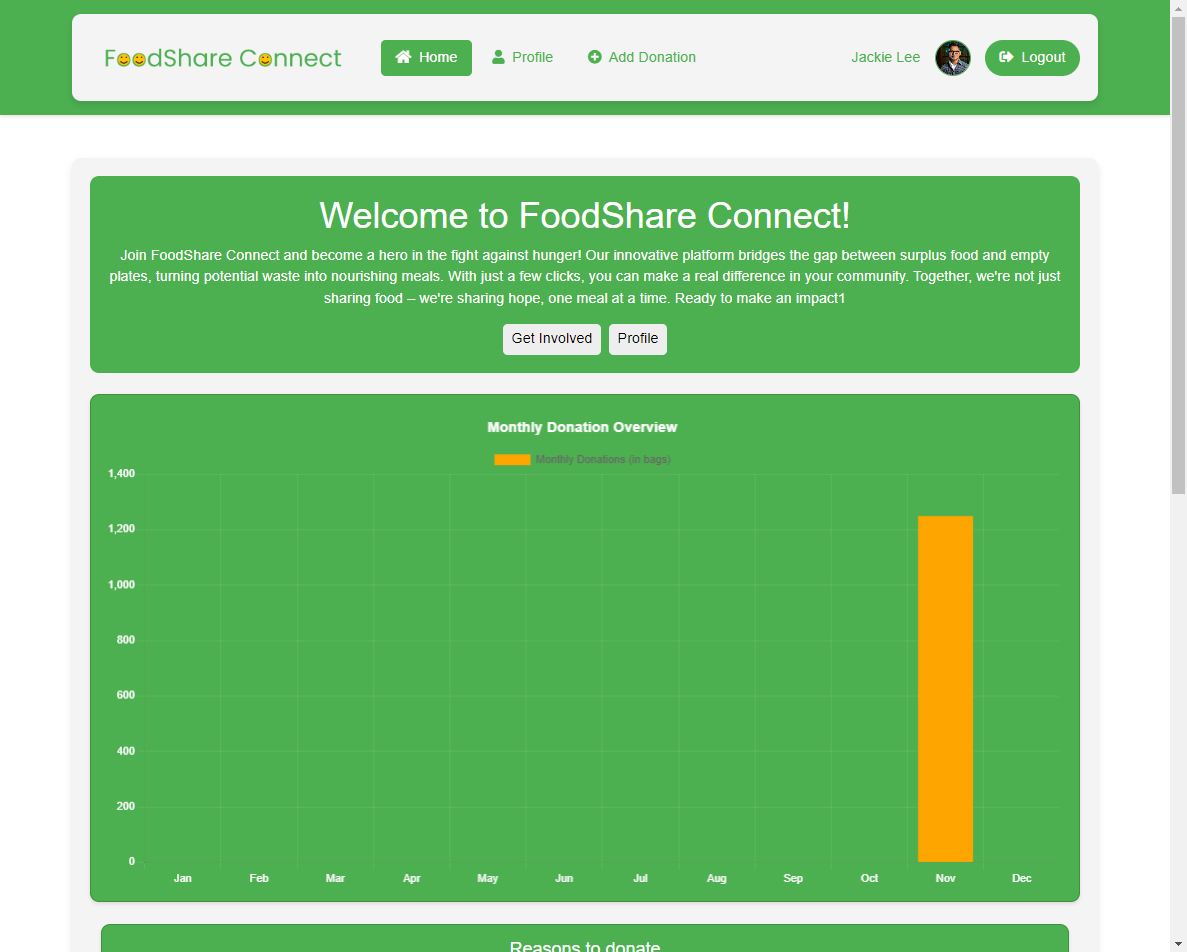 FoodShare Connect
Home
Profile
Add Donation
Jackie Lee
Logout
Welcome to FoodShare Connect!
Join FoodShare Connect and become a hero in the fight against hunger! Our innovative platform bridges the gap between surplus food and empty
plates, turning potential waste into nourishing meals. With just a few clicks, you can make a real difference in your community. Together, we're not just
sharing food – we're sharing hope, one meal at a time. Ready to make an impact1
Get Involved
Profile
Monthly Donation Overview
Monthly Donations (in bags)
1,400
1,200
1,000
800
600
400
200
0
Jan Feb Mar Apr May Jun Jul Aug Sep Oct Nov Dec
Reasons to donate